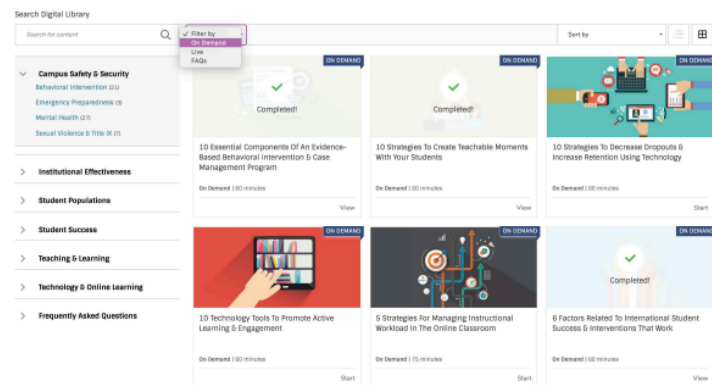 Search Digital Library
Search for content
✓ Filter by
On Demand
Live
FAQs
Sort by
Campus Safety & Security
Behavioral Intervention (21)
Emergency Preparedness (9)
Mental Health (27)
Sexual Violence & Title IX (7)
Institutional Effectiveness
Student Populations
Student Success
Teaching & Learning
Technology & Online Learning
Frequently Asked Questions
ON DEMAND
Completed!
10 Essential Components Of An Evidence-
Based Behavioral Intervention & Case
Management Program
On Demand | 60 minutes
View
ON DEMAND
Completed!
10 Strategies To Create Teachable Moments
With Your Students
On Demand | 60 minutes
View
ON DEMAND
10 Strategies To Decrease Dropouts &
Increase Retention Using Technology
On Demand | 60 minutes
Start
ON DEMAND
10 Technology Tools To Promote Active
Learning & Engagement
On Demand | 60 minutes
Start
ON DEMAND
5 Strategies For Managing Instructional
Workload In The Online Classroom
On Demand | 75 minutes
Start
ON DEMAND
Completed!
6 Factors Related To International Student
Success & Interventions That Work
On Demand | 60 minutes
View